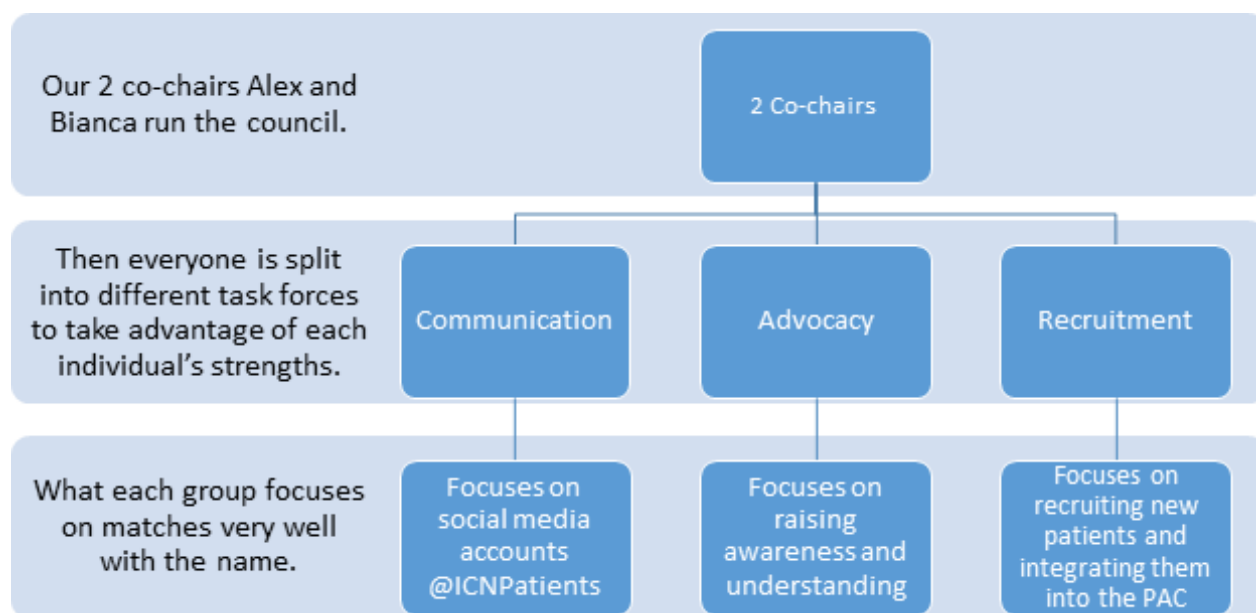 Our 2 co-chairs Alex and
Bianca run the council.
2 Co-chairs
Then everyone is split
into different task forces
to take advantage of each
individual’s strengths.
Communication
Advocacy
Recruitment
What each group focuses
on matches very well
with the name.
Focuses on
social media
accounts
@ICNPatients
Focuses on
raising
awareness and
understanding
Focuses on
recruiting new
patients and
integrating them
into the PAC